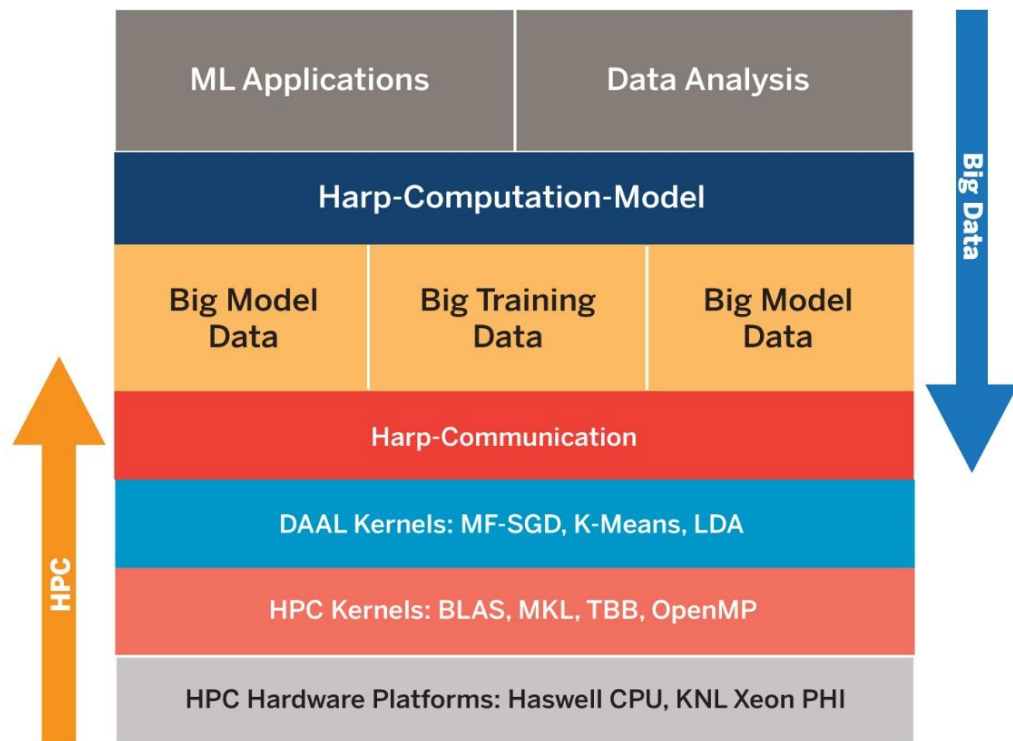 ML Applications
Data Analysis
Harp-Computation-Model
Big Model
Data
Big Training
Data
Big Model
Data
Harp-Communication
DAAL Kernels: MF-SGD, K-Means, LDA
HPC Kernels: BLAS, MKL, TBB, OpenMP
HPC Hardware Platforms: Haswell CPU, KNL Xeon PHI
HPC
Big Data